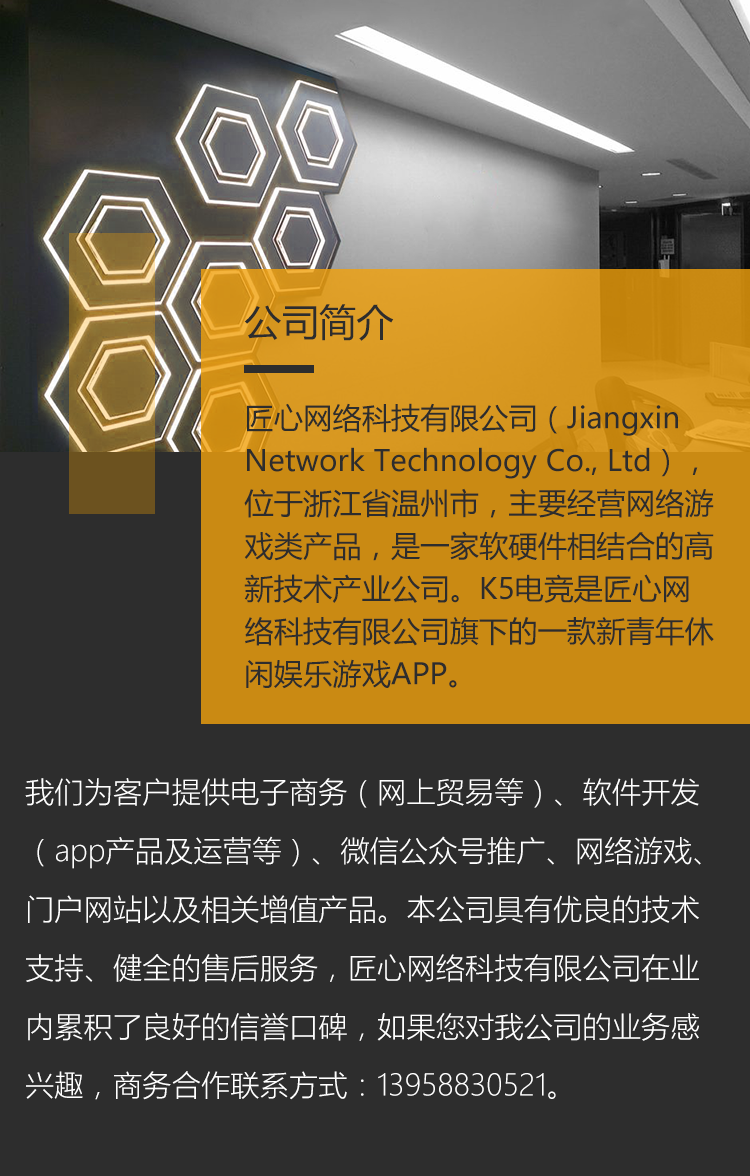 公司简介
匠心网络科技有限公司（Jiangxin
Network Technology Co., Ltd），
位于浙江省温州市，主要经营网络游
戏类产品，是一家软硬件相结合的高
新技术产业公司。K5电竞是匠心网
络科技有限公司旗下的一款新青年休
闲娱乐游戏APP。
我们为客户提供电子商务（网上贸易等）、软件开发
（app产品及运营等）、微信公众号推广、网络游戏、
门户网站以及相关增值产品。本公司具有优良的技术
支持、健全的售后服务，匠心网络科技有限公司在业
内累积了良好的信誉口碑，如果您对我公司的业务感
兴趣，商务合作联系方式：13958830521。